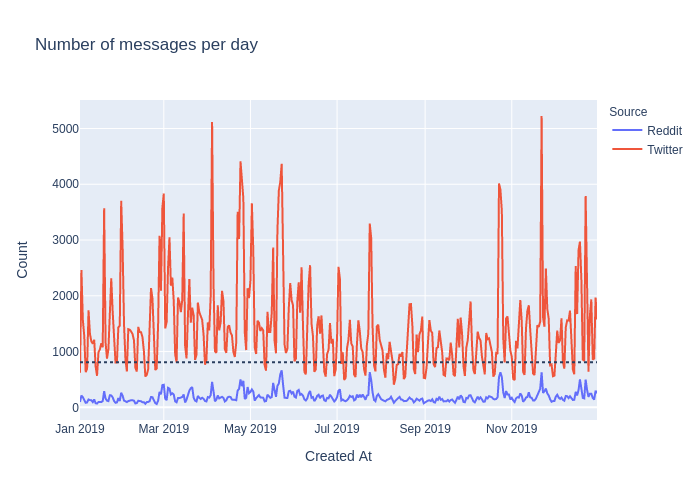 Number of messages per day
Source
Reddit
Twitter
5000
4000
3000
2000
1000
0
Count
Jan 2019
Mar 2019
May 2019
Jul 2019
Sep 2019
Nov 2019
Created At